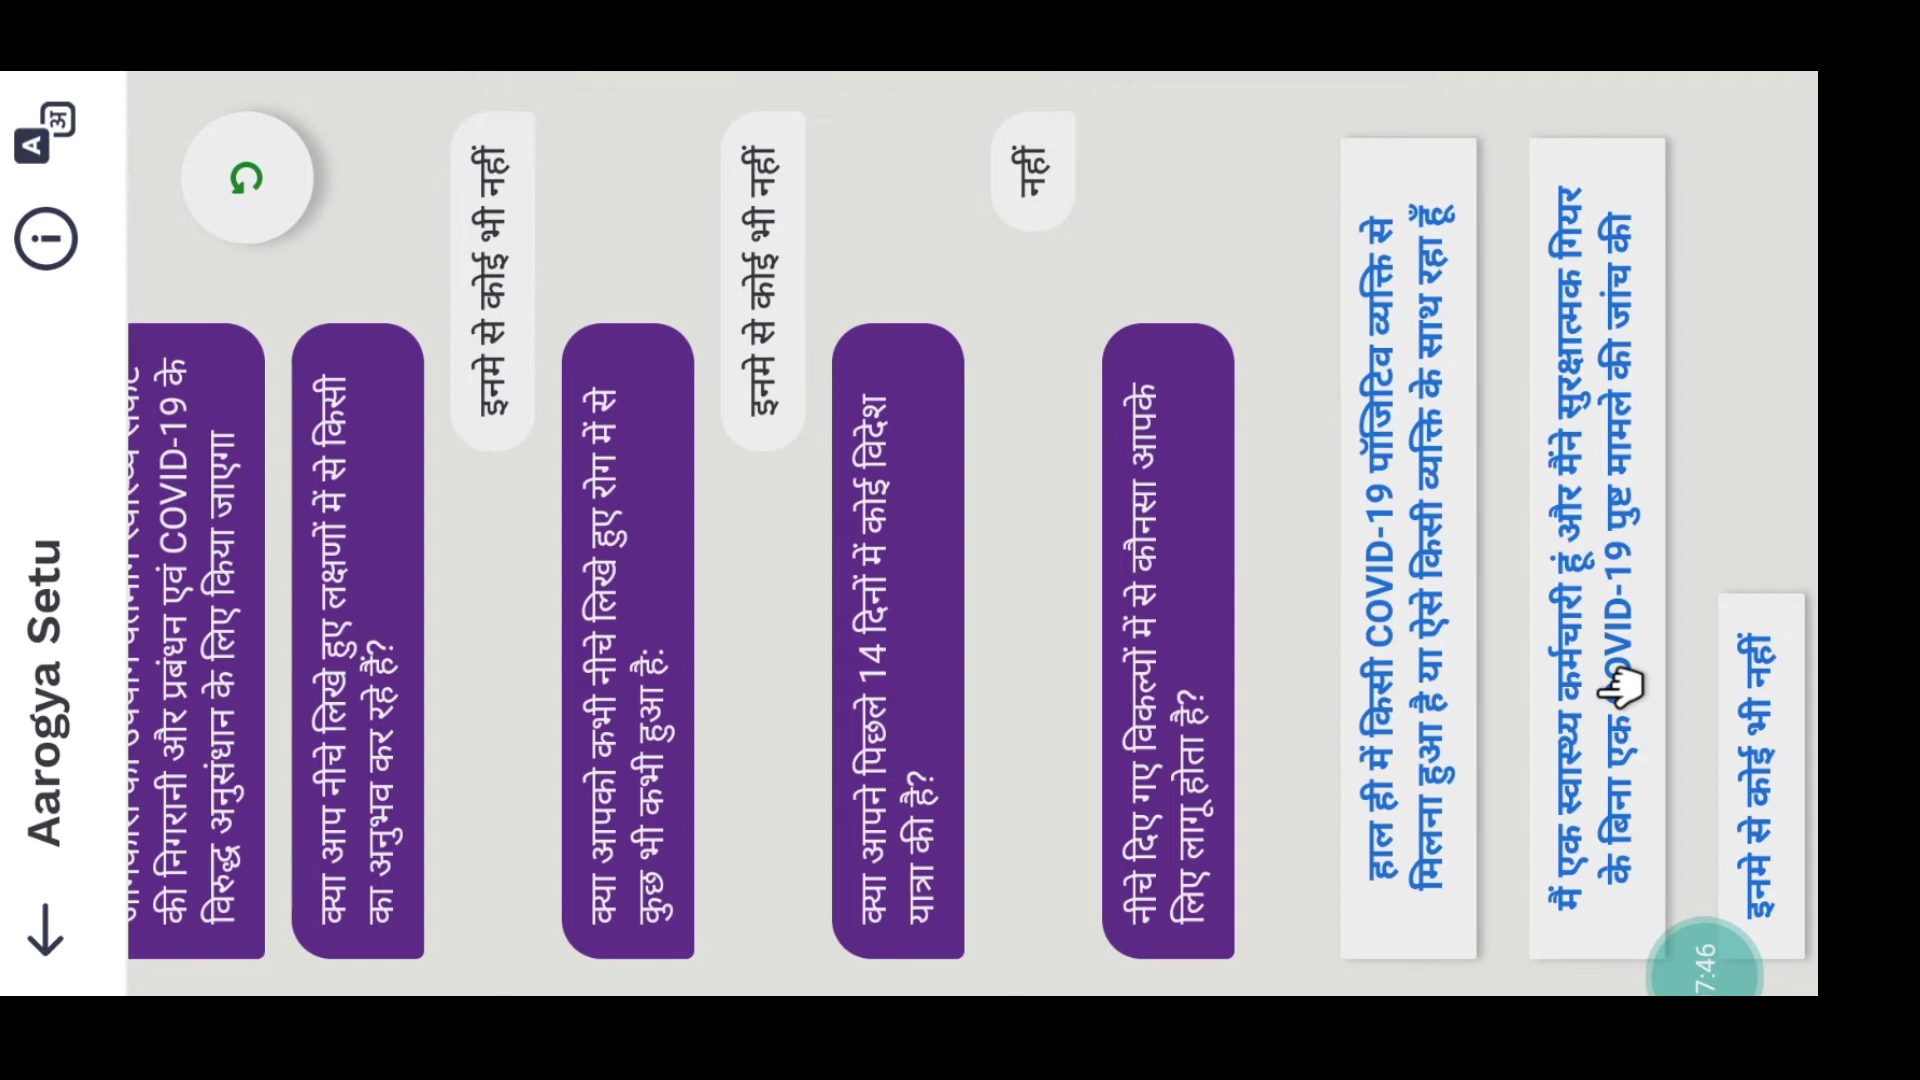 Aarogya Setu
A अ
की निगरानी और प्रबंधन एवं COVID-19 के
विरुद्ध अनुसंधान के लिए किया जाएगा
क्या आप नीचे लिखे हुए लक्षणों में से किसी
का अनुभव कर रहे हैं?
इनमे से कोई भी नहीं
क्या आपको कभी नीचे लिखे हुए रोग में से
कुछ भी कभी हुआ है:
इनमे से कोई भी नहीं
क्या आपने पिछले 14 दिनों में कोई विदेश
यात्रा की है?
नहीं
नीचे दिए गए विकल्पों में से कौनसा आपके
लिए लागू होता है?
हाल ही में किसी COVID-19 पॉजिटिव व्यक्ति से
मिलना हुआ है या ऐसे किसी व्यक्ति के साथ रहा हूँ
मैं एक स्वास्थ्य कर्मचारी हूं और मैंने सुरक्षात्मक गियर
के बिना एक COVID-19 पुष्ट मामले की जांच की
इनमे से कोई भी नहीं
7:46